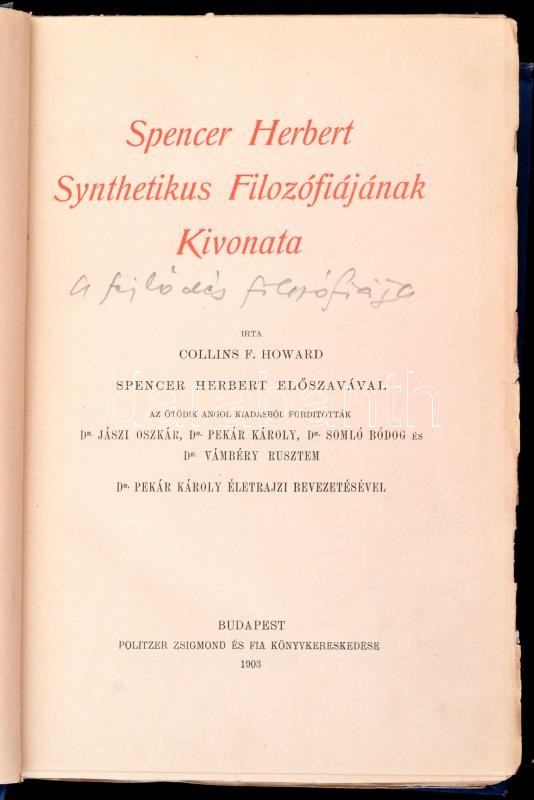 Spencer Herbert
Synthetikus Filozófiájának
Kivonata
A fejlődés filozófiája
IRTA
COLLINS F. HOWARD
SPENCER HERBERT ELŐSZAVÁVAL
AZ ÖTÖDIK ANGOL KIADÁSBÓL FORDITOTTÁK
Dr. JÁSZI OSZKÁR, Dr. PEKÁR KÁROLY, Dr. SOMLÓ BÓDOG ÉS
Dr. VÁMBÉRY RUSZTEM
Dr. PEKÁR KÁROLY ÉLETRAJZI BEVEZETÉSÉVEL
darabanth
BUDAPEST
POLITZER ZSIGMOND ÉS FIA KÖNYVKERESKEDÉSE
1903